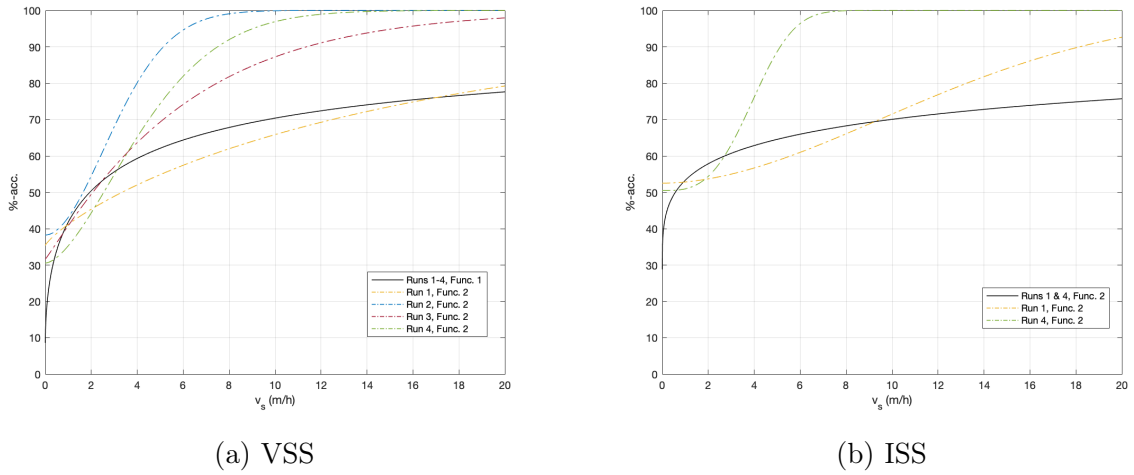 %-acc.
100
90
80
70
60
50
40
30
20
10
0
0 2 4 6 8 10 12 14 16 18 20
v_s (m/h)
Runs 1-4, Func. 1
Run 1, Func. 2
Run 2, Func. 2
Run 3, Func. 2
Run 4, Func. 2
(a) VSS
%-acc.
100
90
80
70
60
50
40
30
20
10
0
0 2 4 6 8 10 12 14 16 18 20
v_s (m/h)
Runs 1 & 4, Func. 2
Run 1, Func. 2
Run 4, Func. 2
(b) ISS